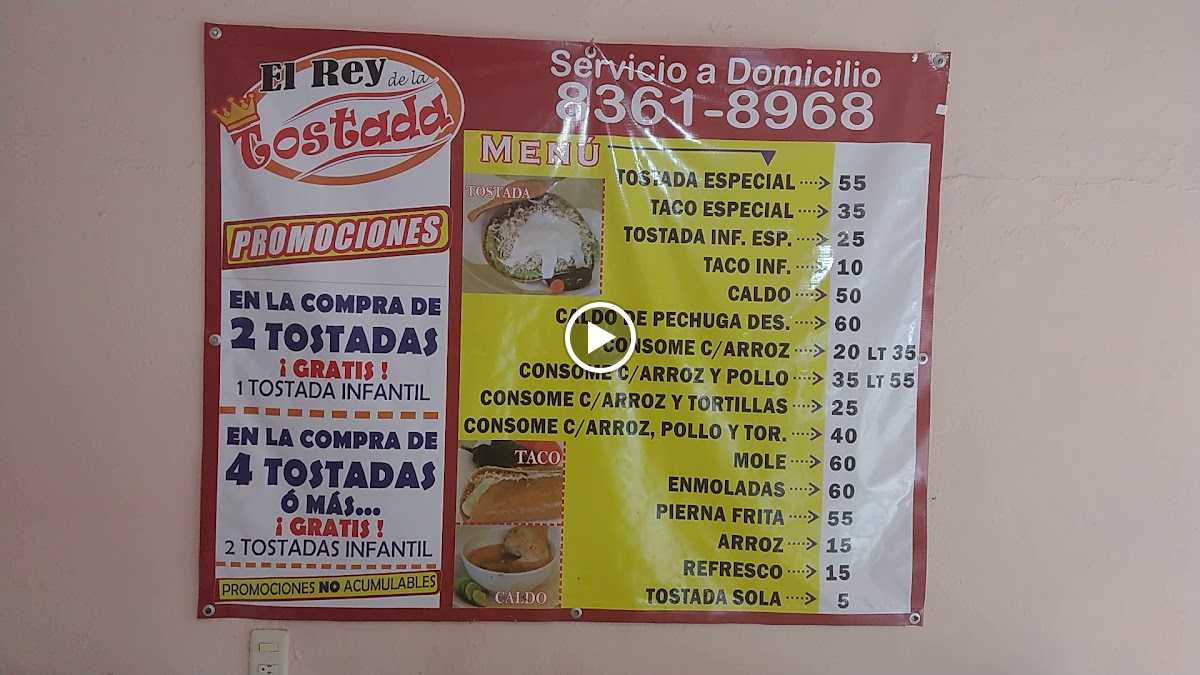 El Rey de la
Tostada
Servicio a Domicilio
8361-8968
PROMOCIONES
EN LA COMPRA DE
2 TOSTADAS
¡ GRATIS !
1 TOSTADA INFANTIL
EN LA COMPRA DE
4 TOSTADAS
Ó MÁS...
¡ GRATIS !
2 TOSTADAS INFANTIL
PROMOCIONES NO ACUMULABLES
MENÚ
TOSTADA
TOSTADA ESPECIAL 55
TACO ESPECIAL 35
TOSTADA INF. ESP. 25
TACO INF. 10
CALDO 50
CALDO DE PECHUGA DES. 60
CONSOME C/ARROZ 20 LT 35
CONSOME C/ARROZ Y POLLO 35 LT 55
CONSOME C/ARROZ Y TORTILLAS 25
CONSOME C/ARROZ, POLLO Y TOR. 40
TACO
MOLE 60
ENMOLADAS 60
PIERNA FRITA 55
ARROZ 15
REFRESCO 15
TOSTADA SOLA 5
CALDO